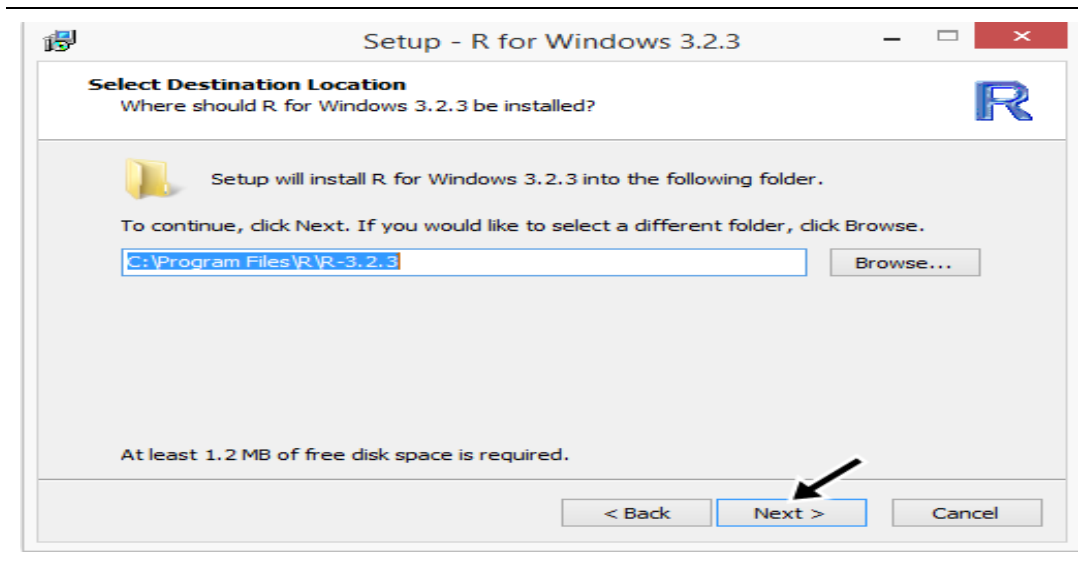 Setup - R for Windows 3.2.3
Select Destination Location
Where should R for Windows 3.2.3 be installed?
R
Setup will install R for Windows 3.2.3 into the following folder.
To continue, click Next. If you would like to select a different folder, click Browse.
C:\Program Files\R\R-3.2.3 Browse...
At least 1.2 MB of free disk space is required.
< Back Next > Cancel